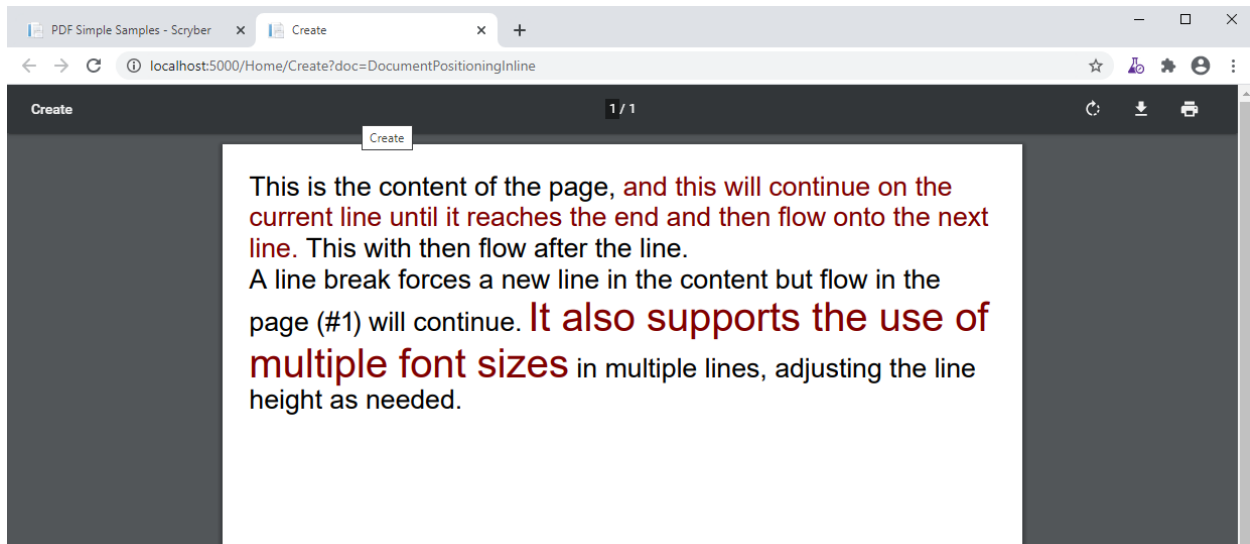 PDF Simple Samples - Scryber
Create
localhost:5000/Home/Create?doc=DocumentPositioningInline
Create
1 / 1
Create
This is the content of the page, and this will continue on the
current line until it reaches the end and then flow onto the next
line. This with then flow after the line.
A line break forces a new line in the content but flow in the
page (#1) will continue. It also supports the use of
multiple font sizes in multiple lines, adjusting the line
height as needed.